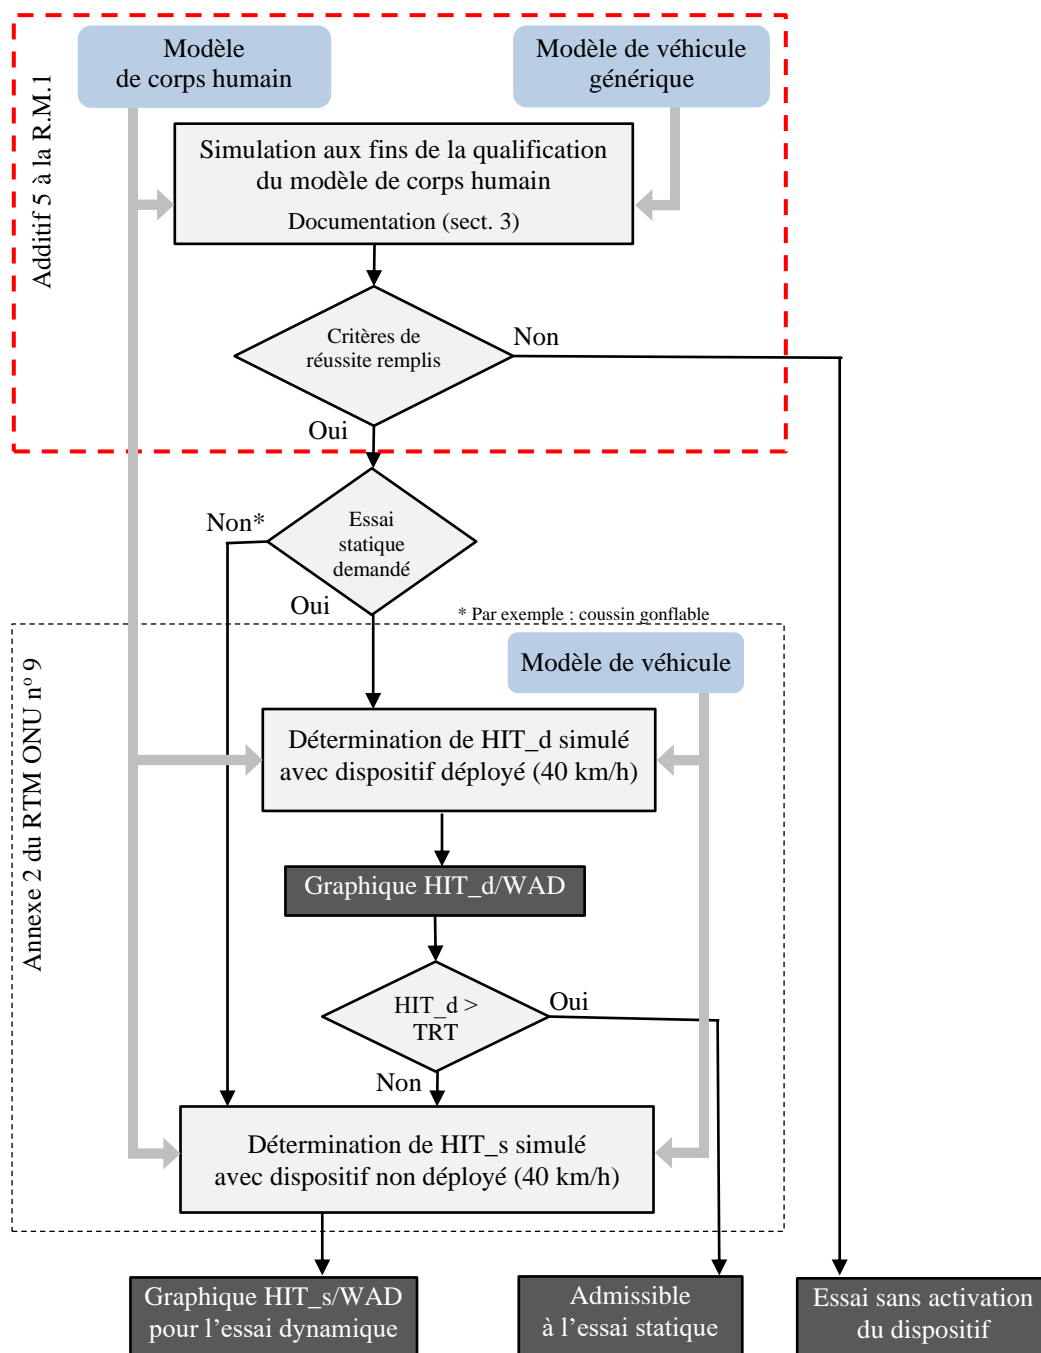 Modèle
de corps humain
Modèle de véhicule
générique
Additif 5 à la R.M.1
Simulation aux fins de la qualification
du modèle de corps humain
Documentation (sect. 3)
Critères de
réussite remplis
Non
Oui
Non*
Essai
statique
demandé
Oui
* Par exemple : coussin gonflable
Annexe 2 du RTM ONU nº 9
Modèle de véhicule
Détermination de HIT_d simulé
avec dispositif déployé (40 km/h)
Graphique HIT_d/WAD
HIT_d >
TRT
Oui
Non
Détermination de HIT_s simulé
avec dispositif non déployé (40 km/h)
Graphique HIT_s/WAD
pour l’essai dynamique
Admissible
à l’essai statique
Essai sans activation
du dispositif